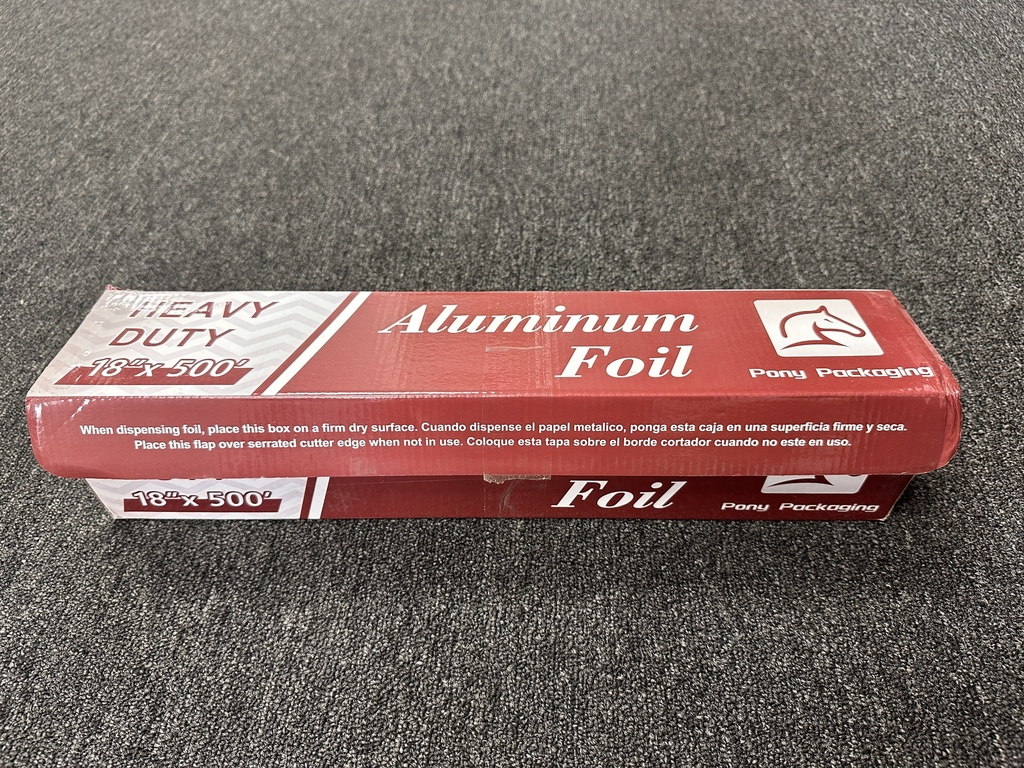 HEAVY
DUTY
18"x 500'
Aluminum
Foil
Pony Packaging
When dispensing foil, place this box on a firm dry surface. Cuando dispense el papel metalico, ponga esta caja en una superficia firme y seca.
Place this flap over serrated cutter edge when not in use. Coloque esta tapa sobre el borde cortador cuando no este en uso.
18"x 500'
Foil
Pony Packaging